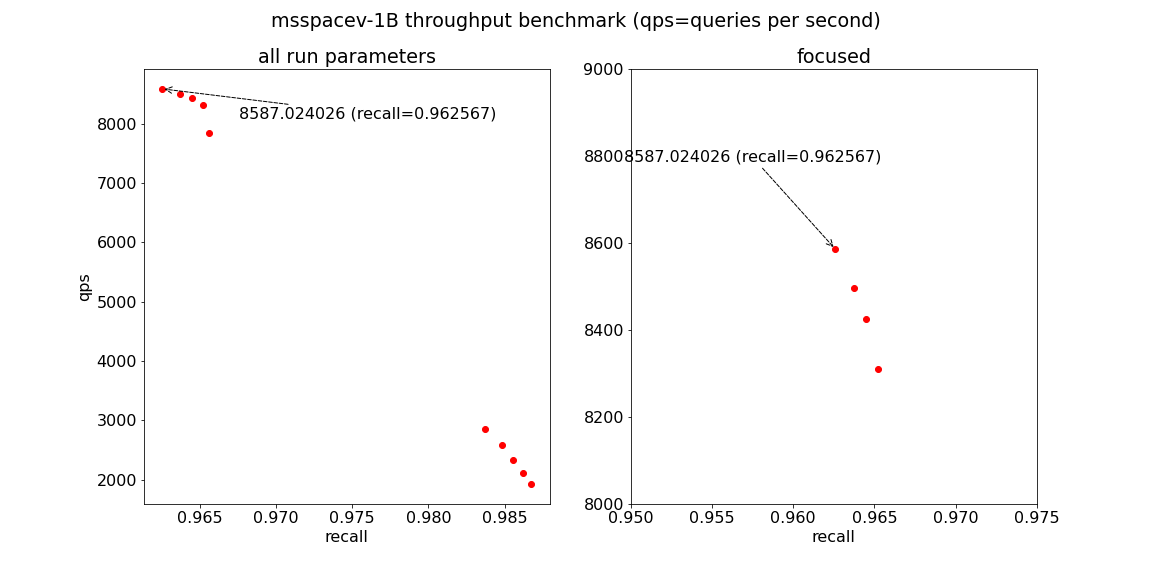 msspacev-1B throughput benchmark (qps=queries per second)
all run parameters
8000
7000
6000
5000
4000
3000
2000
qps
8587.024026 (recall=0.962567)
0.965 0.970 0.975 0.980 0.985
recall
focused
9000
8800
8600
8400
8200
8000
8587.024026 (recall=0.962567)
0.950 0.955 0.960 0.965 0.970 0.975
recall